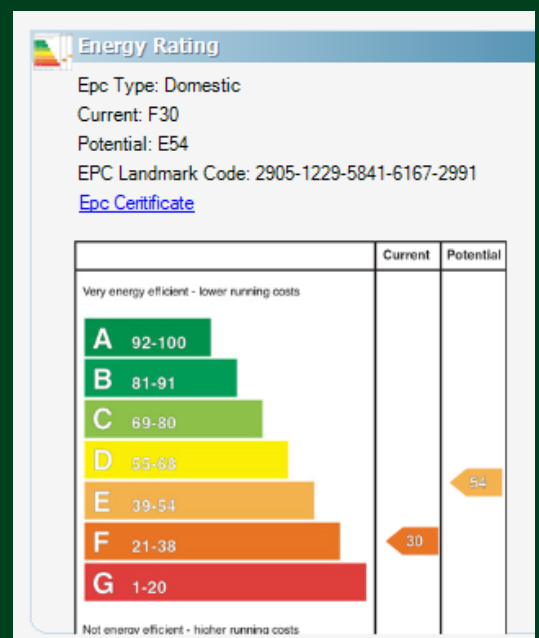 Energy Rating
Epc Type: Domestic
Current: F30
Potential: E54
EPC Landmark Code: 2905-1229-5841-6167-2991
Epc Ceritificate
Current Potential
Very energy efficient - lower running costs
A 92-100
B 81-91
C 69-80
D 55-68
54
E 39-54
F 21-38 30
G 1-20
Not energy efficient - higher running costs